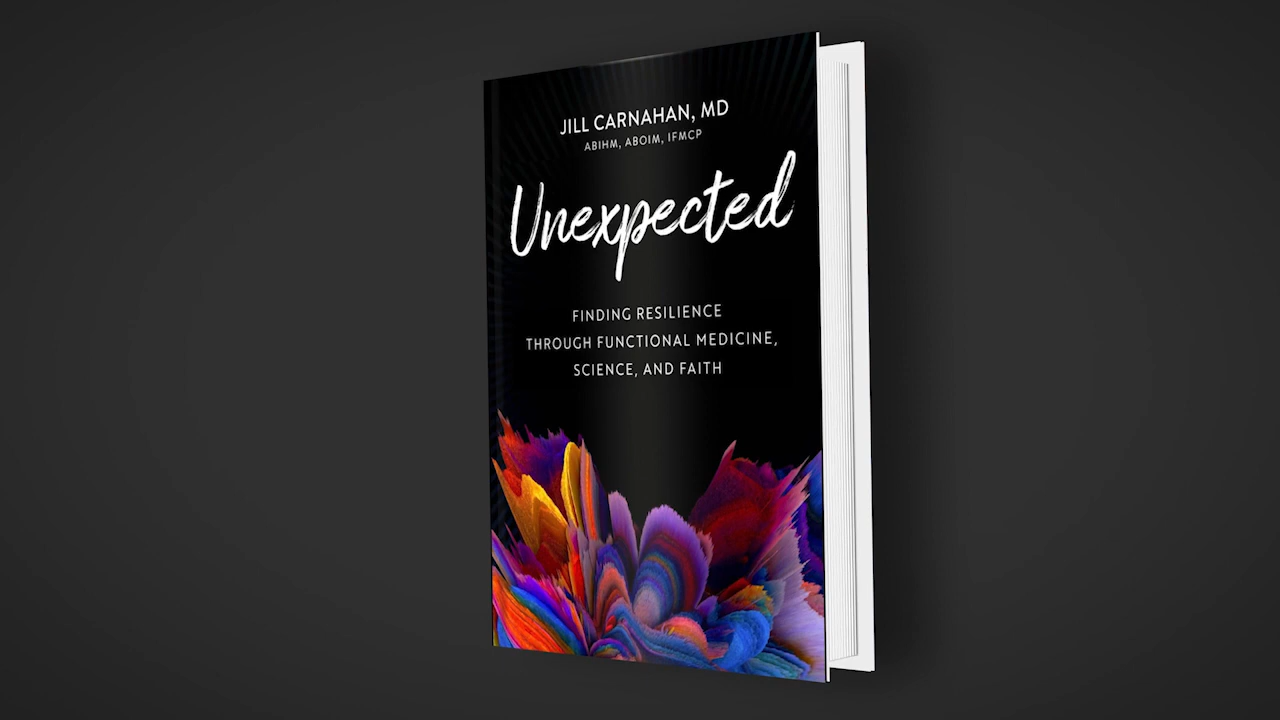 JILL CARNAHAN, MD
ABIHM, ABOIM, IFMCP
Unexpected
FINDING RESILIENCE
THROUGH FUNCTIONAL MEDICINE,
SCIENCE, AND FAITH